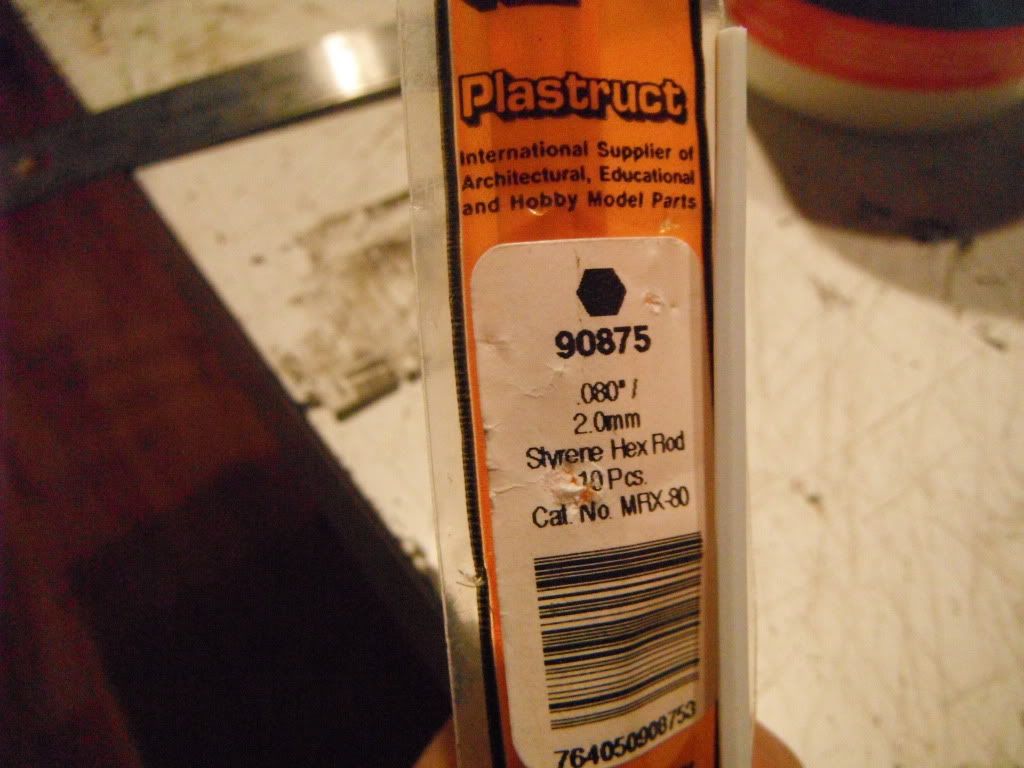 Plastruct
International Supplier of
Architectural, Educational
and Hobby Model Parts
90875
.080" /
2.0mm
Styrene Hex Rod
10 Pcs.
Cat. No. MRX-80
764050908753